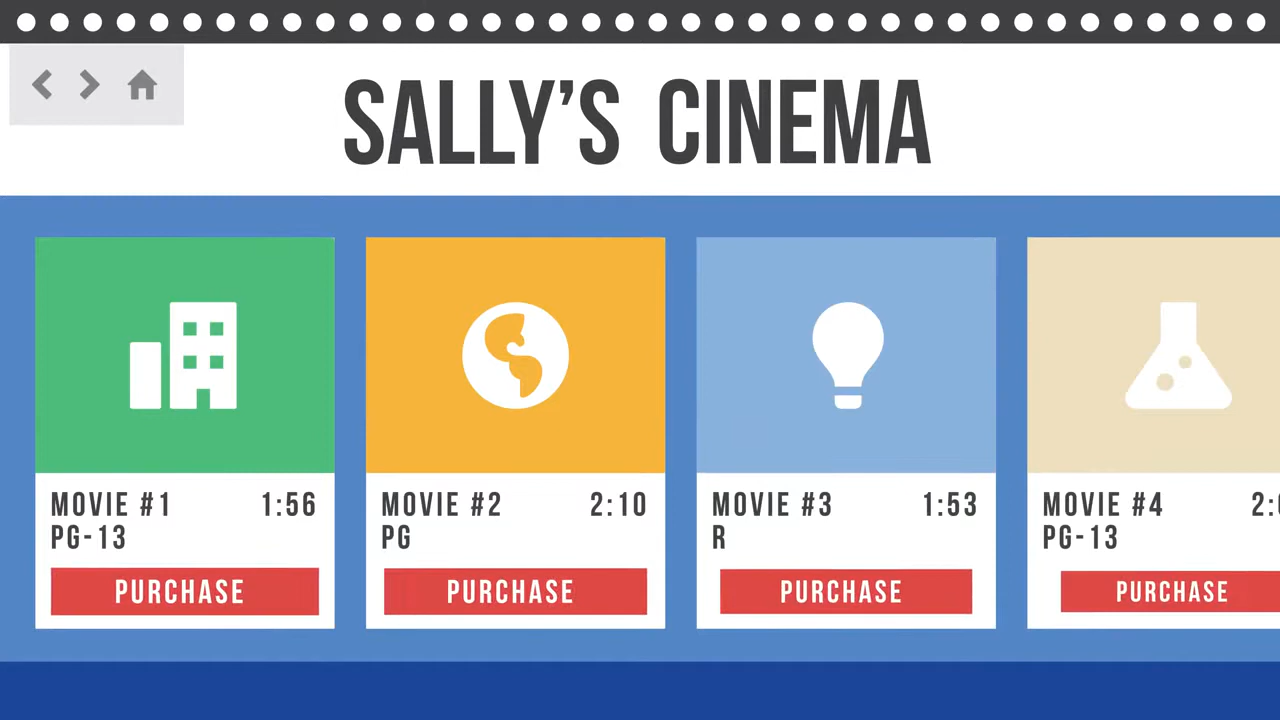 SALLY'S CINEMA
MOVIE #1 1:56
PG-13
PURCHASE
MOVIE #2 2:10
PG
PURCHASE
MOVIE #3 1:53
R
PURCHASE
MOVIE #4
PG-13
PURCHASE